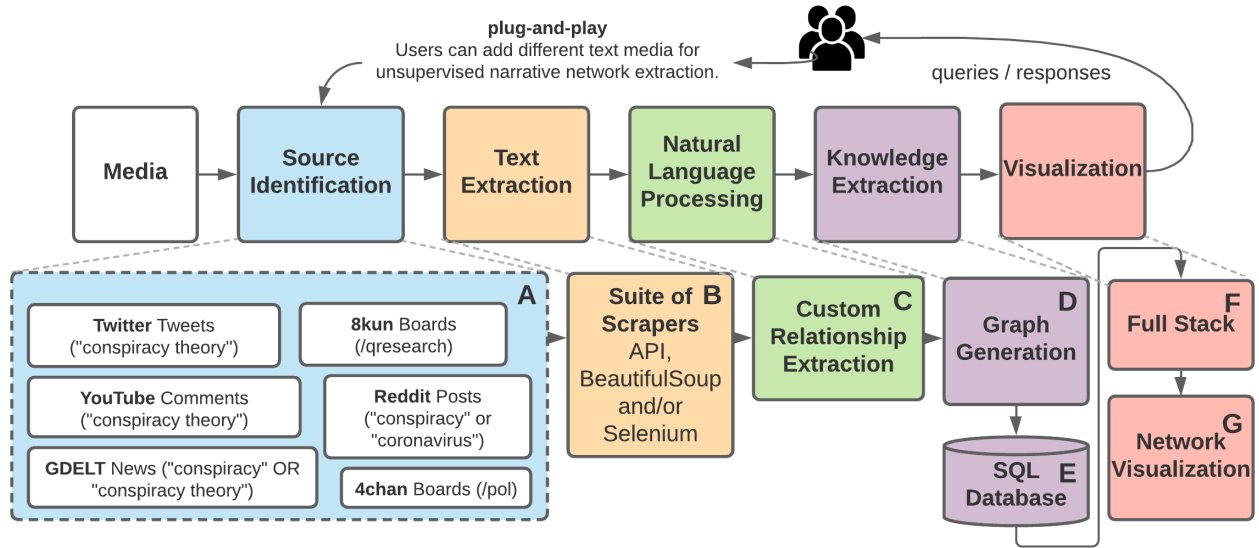 plug-and-play
Users can add different text media for
unsupervised narrative network extraction.
queries / responses
Media
Source
Identification
Text
Extraction
Natural
Language
Processing
Knowledge
Extraction
Visualization
A
Twitter Tweets
("conspiracy theory")
8kun Boards
(/qresearch)
YouTube Comments
("conspiracy theory")
Reddit Posts
("conspiracy" or
"coronavirus")
GDELT News ("conspiracy" OR
"conspiracy theory")
4chan Boards (/pol)
Suite of B
Scrapers
API,
BeautifulSoup
and/or
Selenium
C
Custom
Relationship
Extraction
D
Graph
Generation
SQL E
Database
F
Full Stack
G
Network
Visualization